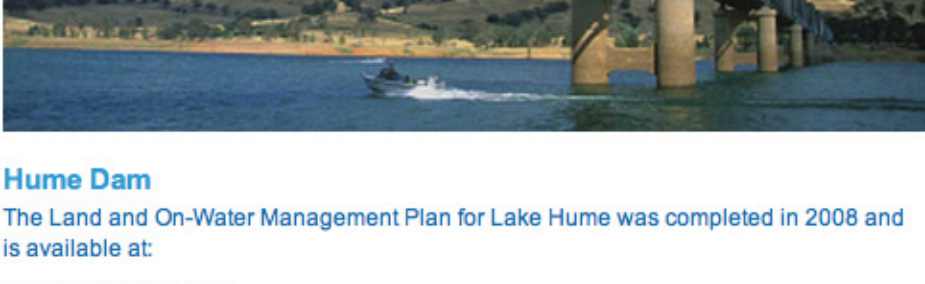 Hume Dam
The Land and On-Water Management Plan for Lake Hume was completed in 2008 and
is available at: